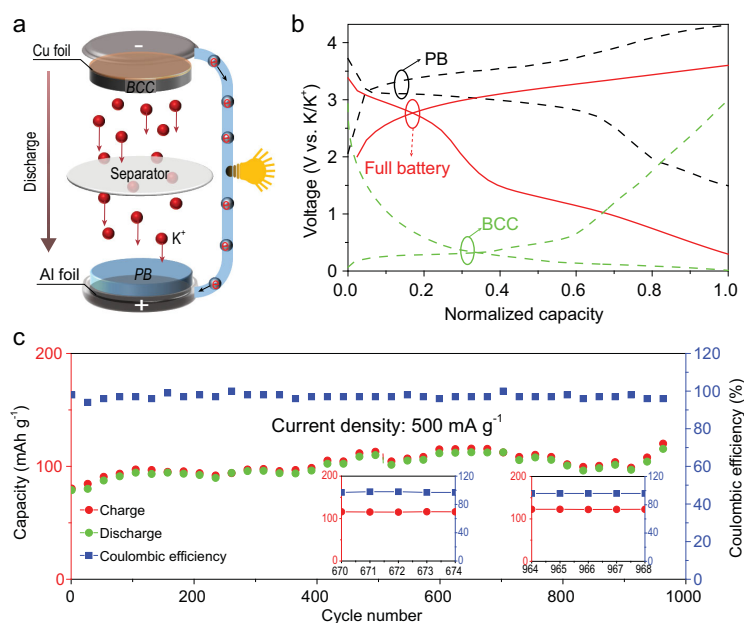 a
Cu foil
-
BCC
e
Discharge
Separator
K⁺
Al foil
PB
+
b
Voltage (V vs. K/K⁺)
4
3
2
1
0
PB
Full battery
BCC
0.0 0.2 0.4 0.6 0.8 1.0
Normalized capacity
c
Capacity (mAh g⁻¹)
200
100
0
Current density: 500 mA g⁻¹
Charge
Discharge
Coulombic efficiency
200
100
0
120
80
40
0
670 671 672 673 674
200
100
0
120
80
40
0
964 965 966 967 968
120
100
80
60
40
20
0
Coulombic efficiency (%)
0 200 400 600 800 1000
Cycle number